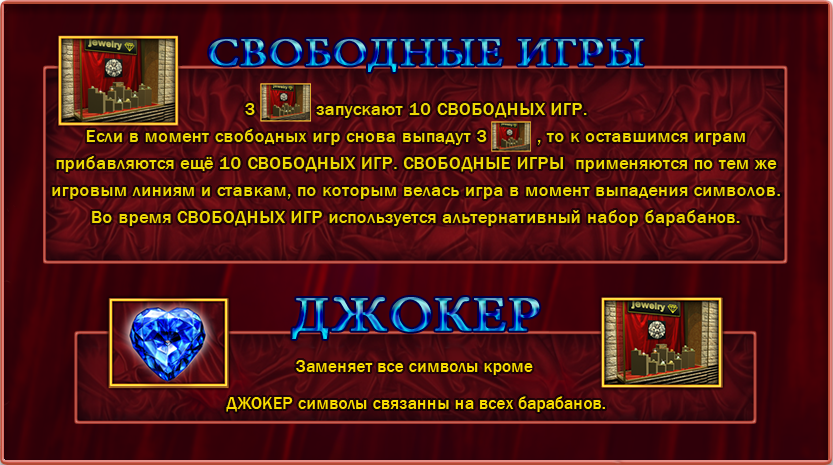 jewelry
СВОБОДНЫЕ ИГРЫ
3 запускают 10 СВОБОДНЫХ ИГР.
Если в момент свободных игр снова выпадут 3 , то к оставшимся играм
прибавляются ещё 10 СВОБОДНЫХ ИГР. СВОБОДНЫЕ ИГРЫ применяются по тем же
игровым линиям и ставкам, по которым велась игра в момент выпадения символов.
Во время СВОБОДНЫХ ИГР используется альтернативный набор барабанов.
ДЖОКЕР
jewelry
Заменяет все символы кроме
ДЖОКЕР символы связанны на всех барабанов.